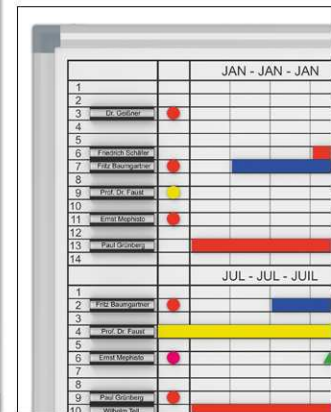 JAN - JAN - JAN
1
2
3 Dr. Geißner
4
5
6 Friedrich Schäfer
7 Fritz Baumgartner
8
9 Prof. Dr. Faust
10
11 Ernst Mephisto
12
13 Paul Grünberg
14
JUL - JUL - JUIL
1
2 Fritz Baumgartner
3
4 Prof. Dr. Faust
5
6 Ernst Mephisto
7
8
9 Paul Grünberg
10 Wilhelm Tell